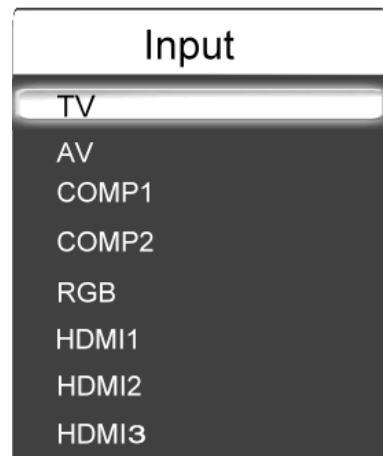 Input
TV
AV
COMP1
COMP2
RGB
HDMI1
HDMI2
HDMI3